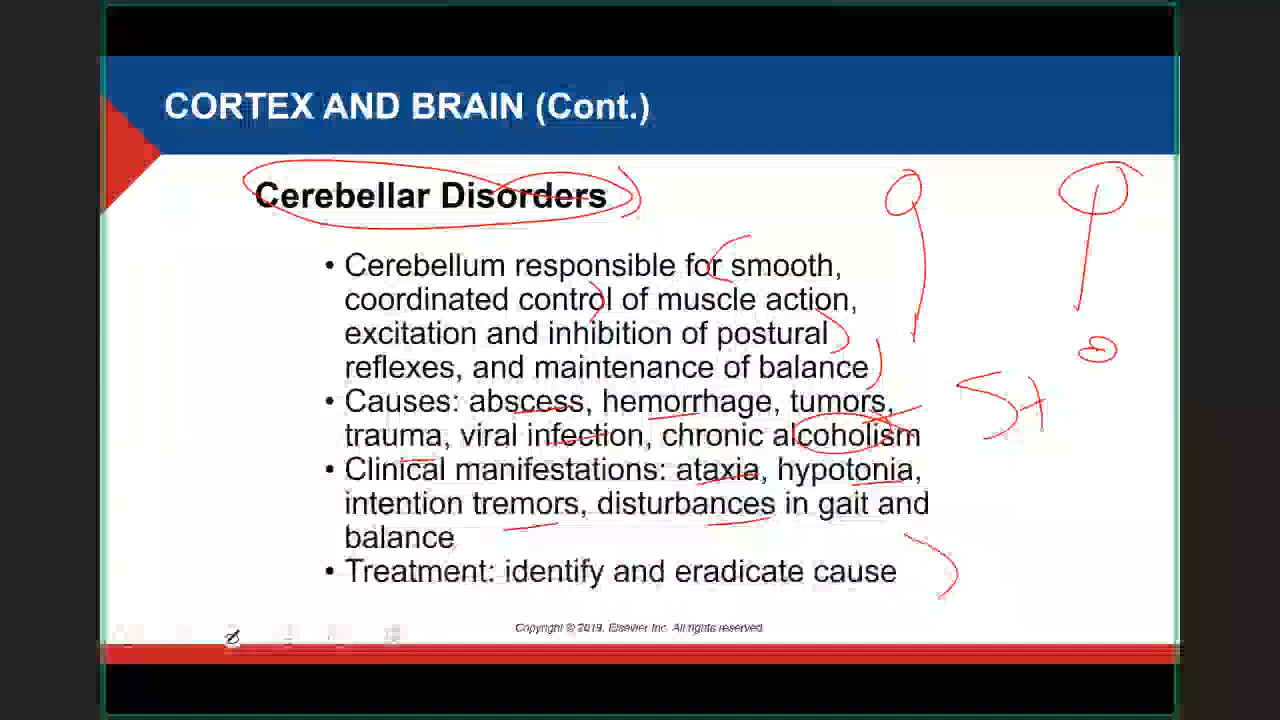 CORTEX AND BRAIN (Cont.)
Cerebellar Disorders
• Cerebellum responsible for smooth,
coordinated control of muscle action,
excitation and inhibition of postural
reflexes, and maintenance of balance
• Causes: abscess, hemorrhage, tumors,
trauma, viral infection, chronic alcoholism
• Clinical manifestations: ataxia, hypotonia,
intention tremors, disturbances in gait and
balance
• Treatment: identify and eradicate cause
Copyright © 2019, Elsevier Inc. All rights reserved.